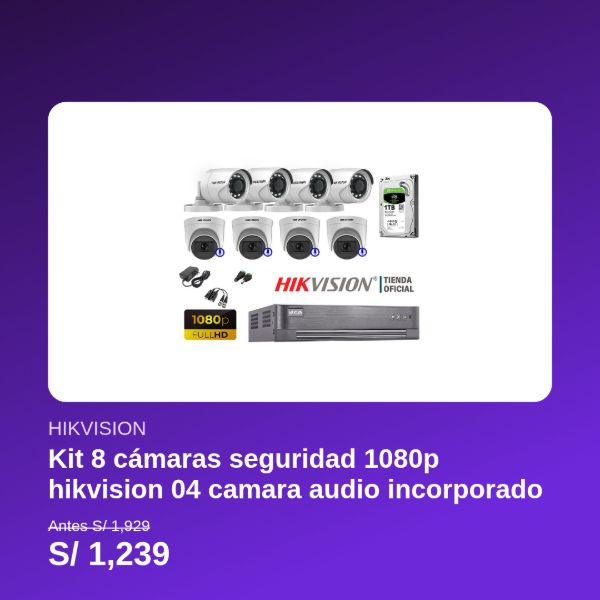 1TB
HIKVISION® TIENDA OFICIAL
1080p
FULLHD
HIKVISION
Kit 8 cámaras seguridad 1080p
hikvision 04 camara audio incorporado
Antes S/ 1,929
S/ 1,239